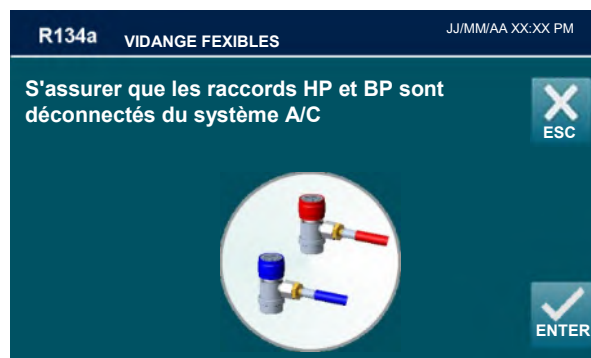 R134a VIDANGE FEXIBLES JJ/MM/AA XX:XX PM
S'assurer que les raccords HP et BP sont
déconnectés du système A/C
ESC
ENTER